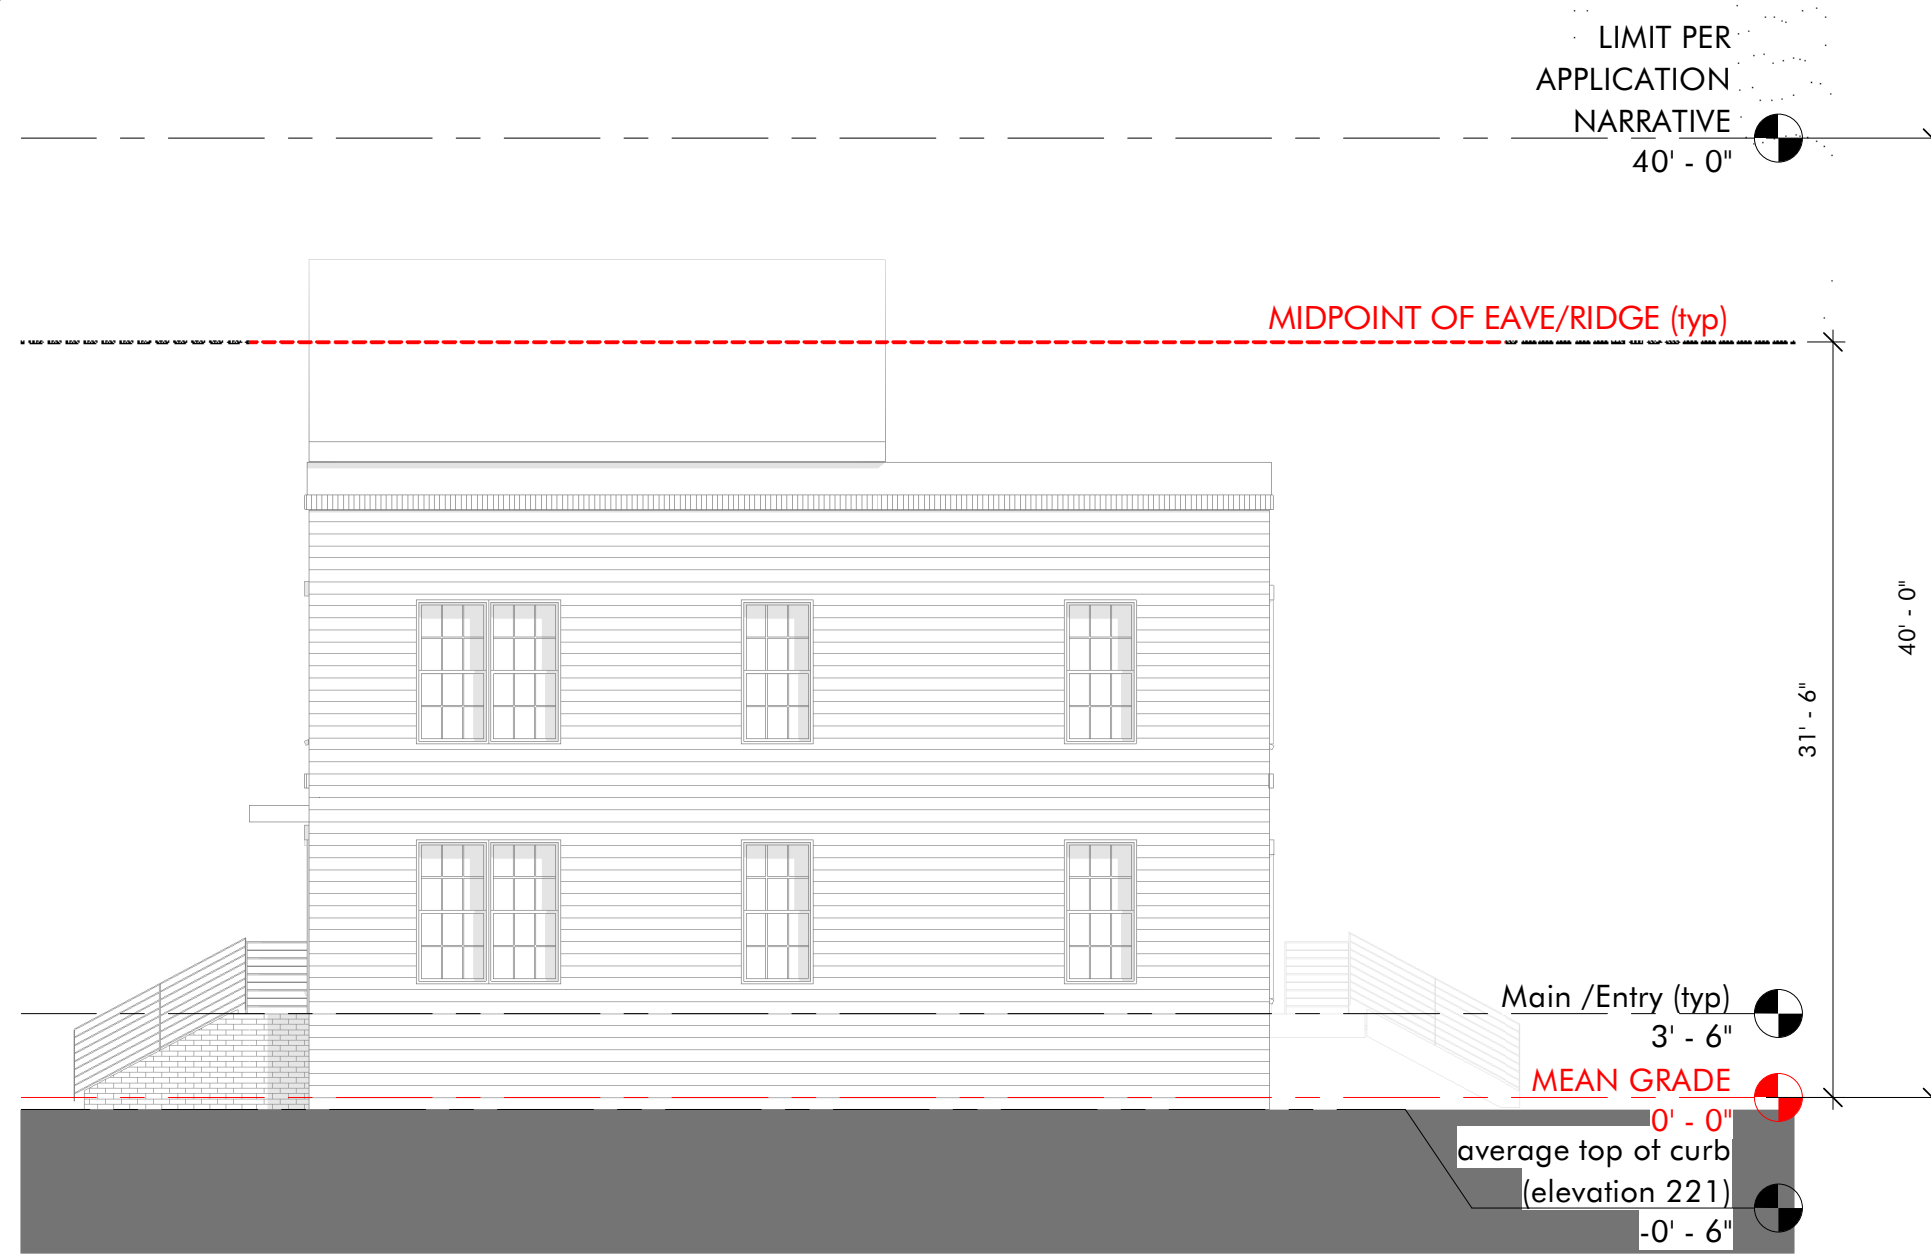 LIMIT PER
APPLICATION
NARRATIVE
40' - 0"
MIDPOINT OF EAVE/RIDGE (typ)
40' - 0"
31' - 6"
Main /Entry (typ)
3' - 6"
MEAN GRADE
0' - 0"
average top of curb
(elevation 221)
-0' - 6"